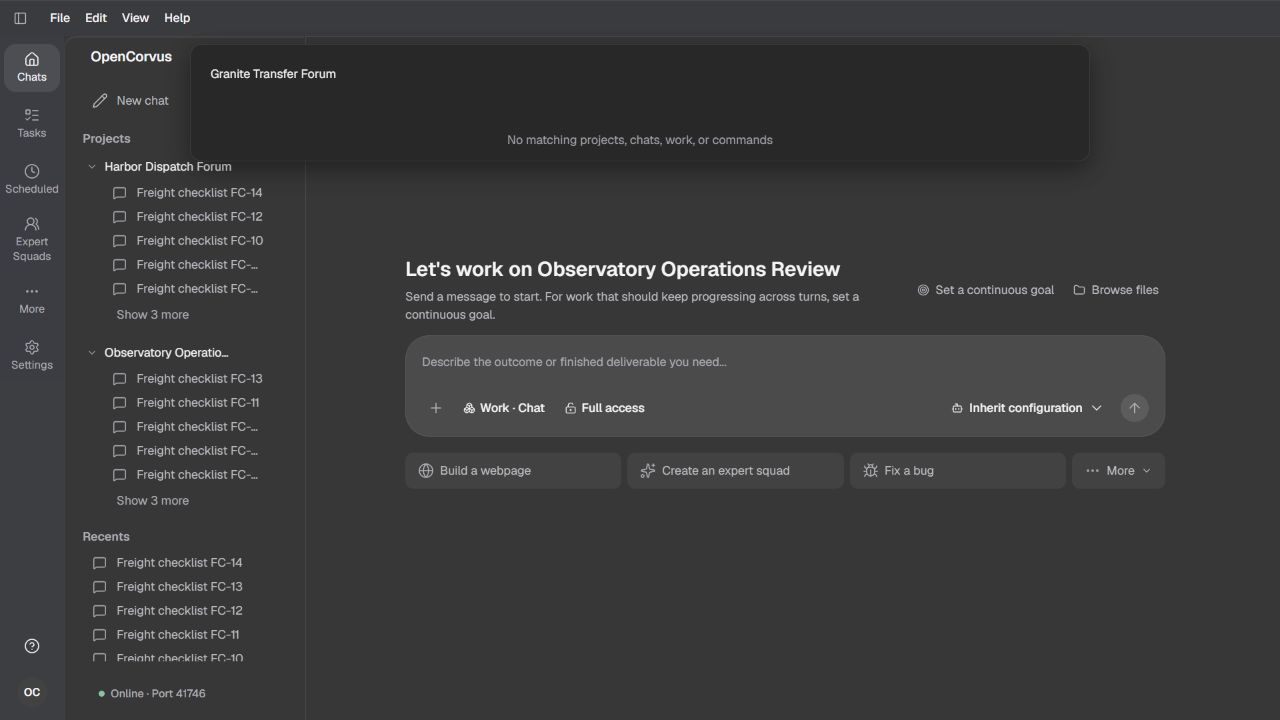 File Edit View Help
Chats
Tasks
Scheduled
Expert
Squads
More
Settings
OC
OpenCorvus
New chat
Projects
Harbor Dispatch Forum
Freight checklist FC-14
Freight checklist FC-12
Freight checklist FC-10
Freight checklist FC-...
Freight checklist FC-...
Show 3 more
Observatory Operatio...
Freight checklist FC-13
Freight checklist FC-11
Freight checklist FC-...
Freight checklist FC-...
Freight checklist FC-...
Show 3 more
Recents
Freight checklist FC-14
Freight checklist FC-13
Freight checklist FC-12
Freight checklist FC-11
Freight checklist FC-10
Online · Port 41746
Granite Transfer Forum
No matching projects, chats, work, or commands
Let's work on Observatory Operations Review
Send a message to start. For work that should keep progressing across turns, set a
continuous goal.
Set a continuous goal
Browse files
Describe the outcome or finished deliverable you need...
Work · Chat
Full access
Inherit configuration
Build a webpage
Create an expert squad
Fix a bug
More